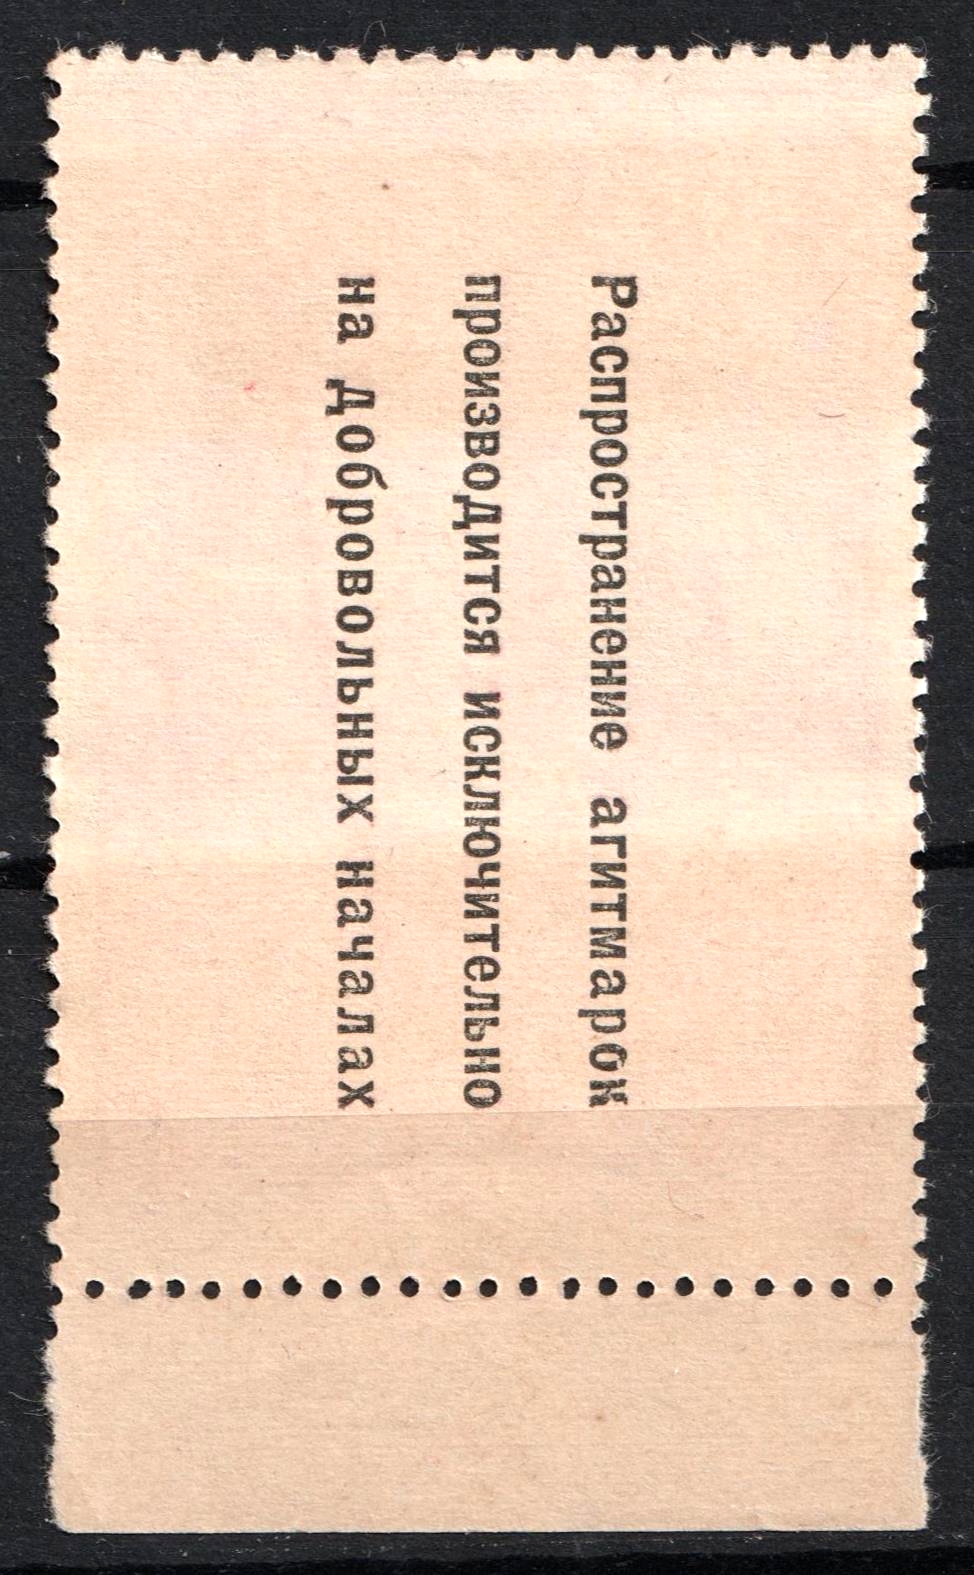 Распространение агитмарок
производится исключительно
на добровольных началах